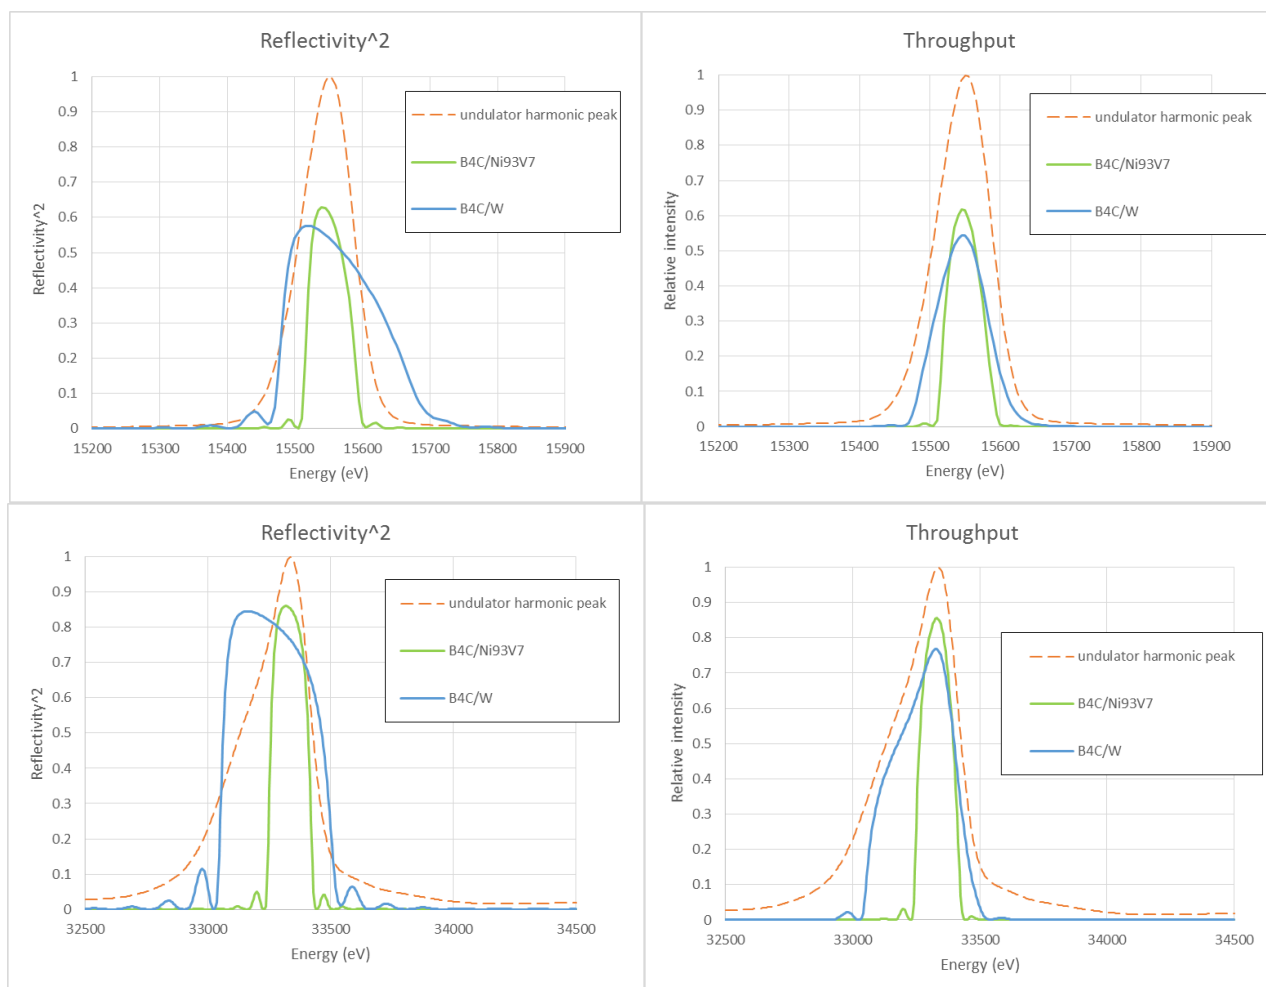 Reflectivity^2
1
0.9
0.8
0.7
0.6
0.5
0.4
0.3
0.2
0.1
0
Reflectivity^2
15200 15300 15400 15500 15600 15700 15800 15900
Energy (eV)
undulator harmonic peak
B4C/Ni93V7
B4C/W
Throughput
1
0.9
0.8
0.7
0.6
0.5
0.4
0.3
0.2
0.1
0
Relative intensity
15200 15300 15400 15500 15600 15700 15800 15900
Energy (eV)
undulator harmonic peak
B4C/Ni93V7
B4C/W
Reflectivity^2
1
0.9
0.8
0.7
0.6
0.5
0.4
0.3
0.2
0.1
0
Reflectivity^2
32500 33000 33500 34000 34500
Energy (eV)
undulator harmonic peak
B4C/Ni93V7
B4C/W
Throughput
1
0.9
0.8
0.7
0.6
0.5
0.4
0.3
0.2
0.1
0
Relative intensity
32500 33000 33500 34000 34500
Energy (eV)
undulator harmonic peak
B4C/Ni93V7
B4C/W